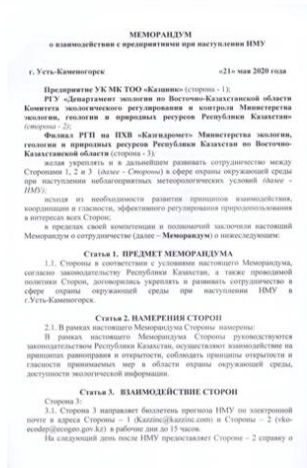 МЕМОРАНДУМ
о взаимодействии с предприятиями при наступлении НМУ
г. Усть-Каменогорск «21» мая 2020 года
Предприятие УК МК ТОО «Казцинк» (сторона - 1);
РГУ «Департамент экологии по Восточно-Казахстанской области
Комитета экологического регулирования и контроля Министерства
экологии, геологии и природных ресурсов Республики Казахстан»
(сторона - 2);
Филиал РГП на ПХВ «Казгидромет» Министерства экологии,
геологии и природных ресурсов Республики Казахстан по Восточно-
Казахстанской области (сторона - 3);
желая укреплять и в дальнейшем развивать сотрудничество между
Сторонами 1, 2 и 3 (далее - Стороны) в сфере охраны окружающей среды
при наступлении неблагоприятных метеорологических условий (далее -
НМУ);
исходя из необходимости развития принципов взаимодействия,
координации и гласности, эффективного регулирования природопользования
в интересах всех Сторон;
в пределах своей компетенции и полномочий заключили настоящий
Меморандум о сотрудничестве (далее – Меморандум) о нижеследующем:
Статья 1. ПРЕДМЕТ МЕМОРАНДУМА
1.1. Стороны в соответствии с условиями настоящего Меморандума,
согласно законодательству Республики Казахстан, а также проводимой
политики Сторон, договорились укреплять и развивать сотрудничество в
сфере охраны окружающей среды при наступлении НМУ в
г.Усть-Каменогорск.
Статья 2. НАМЕРЕНИЯ СТОРОН
2.1. В рамках настоящего Меморандума Стороны намерены:
В рамках настоящего Меморандума Стороны руководствуются
законодательством Республики Казахстан, осуществляют взаимодействие на
принципах равноправия и открытости, соблюдать принципы открытости и
гласности принимаемых мер в области охраны окружающей среды,
доступности экологической информации.
Статья 3. ВЗАИМОДЕЙСТВИЕ СТОРОН
Сторона 3:
3.1. Сторона 3 направляет бюллетень прогноза НМУ по электронной
почте в адреса Стороны – 1 (Kazzinc@kazzinc.com) и Стороны – 2 (vko-
ecodep@ecogeo.gov.kz) в рабочие дни до 15 часов.
На следующий день после НМУ предоставляет Стороне - 2 справку о